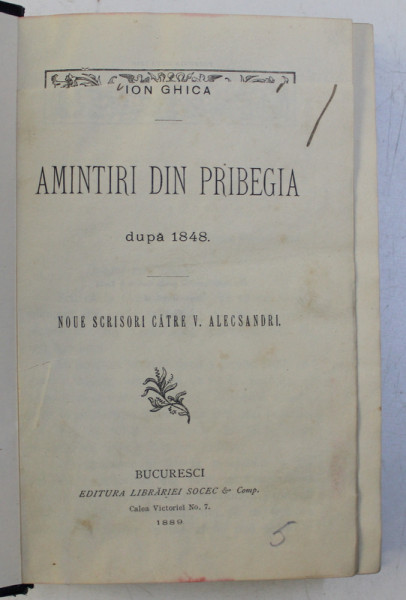 ION GHICA
AMINTIRI DIN PRIBEGIA
după 1848.
NOUE SCRISORI CĂTRE V. ALECSANDRI.
BUCURESCI
EDITURA LIBRĂRIEI SOCEC & Comp.
Calea Victoriei No. 7.
1889
5